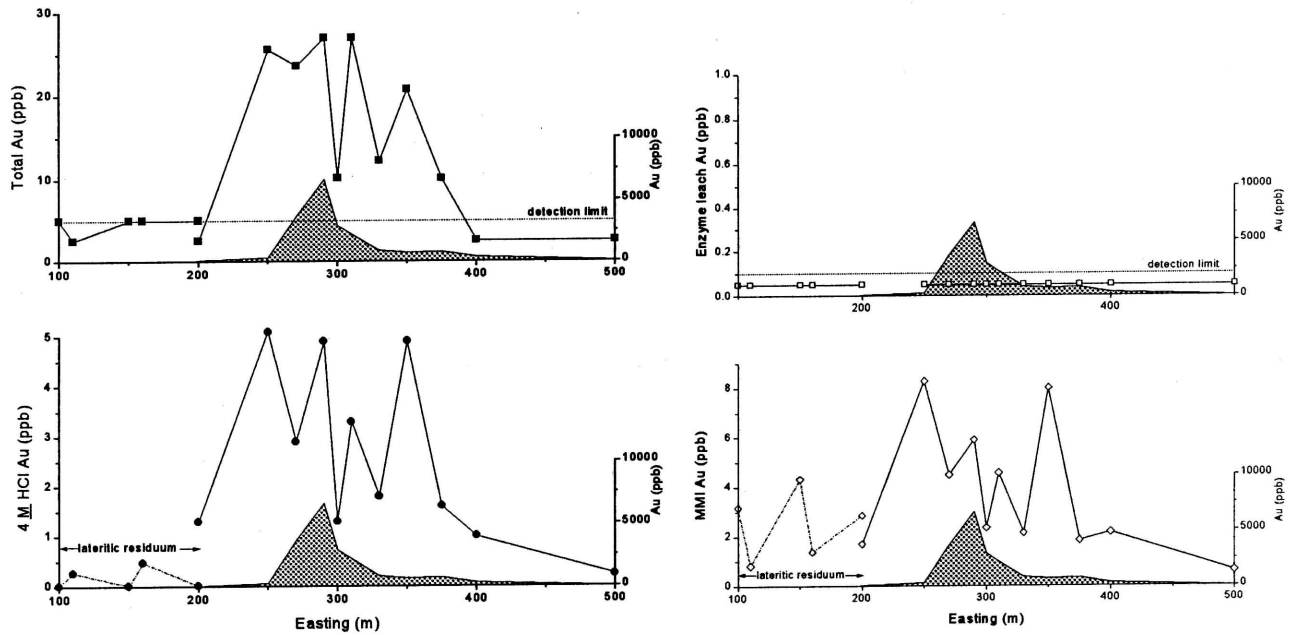 30
20
10
0
Total Au (ppb)
10000
5000
0
Au (ppb)
detection limit
100 200 300 400 500
1.0
0.8
0.6
0.4
0.2
0.0
Enzyme leach Au (ppb)
10000
5000
0
Au (ppb)
detection limit
200 400
5
4
3
2
1
0
4 M HCl Au (ppb)
10000
5000
0
Au (ppb)
lateritic residuum
100 200 300 400 500
Easting (m)
8
6
4
2
0
MMI Au (ppb)
10000
5000
0
Au (ppb)
lateritic residuum
100 200 300 400 500
Easting (m)